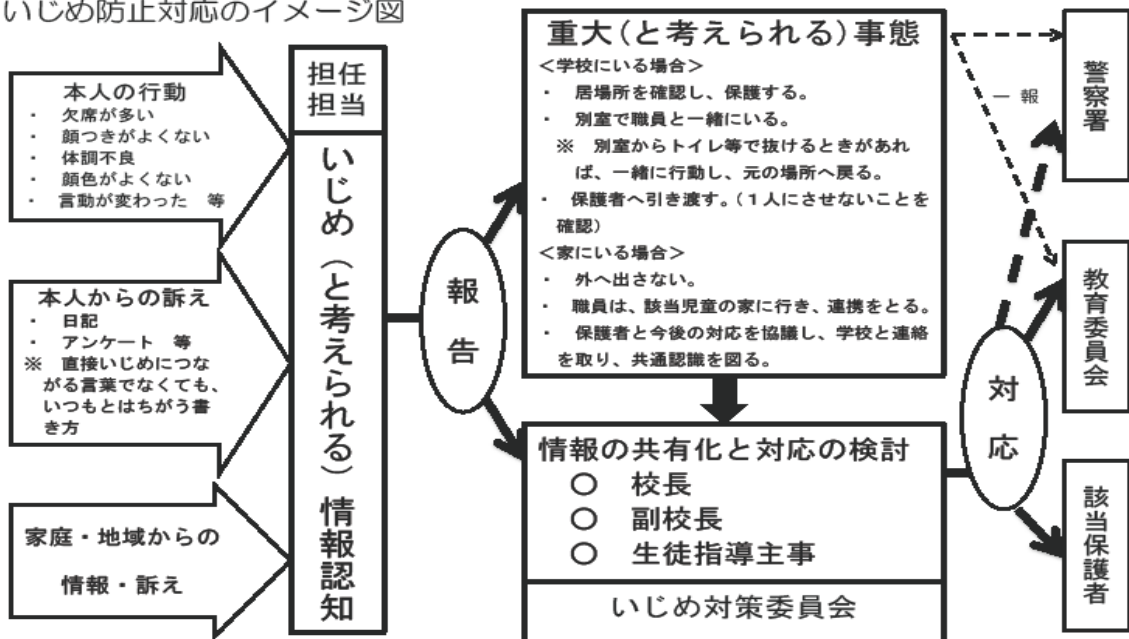 いじめ防止対応のイメージ図
本人の行動
・ 欠席が多い
・ 顔つきがよくない
・ 体調不良
・ 顔色がよくない
・ 言動が変わった 等
本人からの訴え
・ 日記
・ アンケート 等
※ 直接いじめにつな
がる言葉でなくても、
いつもとはちがう書
き方
家庭・地域からの
情報・訴え
担任
担当
いじめ（と考えられる）情報認知
報告
重大（と考えられる）事態
＜学校にいる場合＞
・ 居場所を確認し、保護する。
・ 別室で職員と一緒にいる。
※ 別室からトイレ等で抜けるときがあれ
ば、一緒に行動し、元の場所へ戻る。
・ 保護者へ引き渡す。（１人にさせないことを
確認）
＜家にいる場合＞
・ 外へ出さない。
・ 職員は、該当児童の家に行き、連携をとる。
・ 保護者と今後の対応を協議し、学校と連絡
を取り、共通認識を図る。
情報の共有化と対応の検討
○ 校長
○ 副校長
○ 生徒指導主事
いじめ対策委員会
対応
一報
警察署
教育委員会
該当保護者